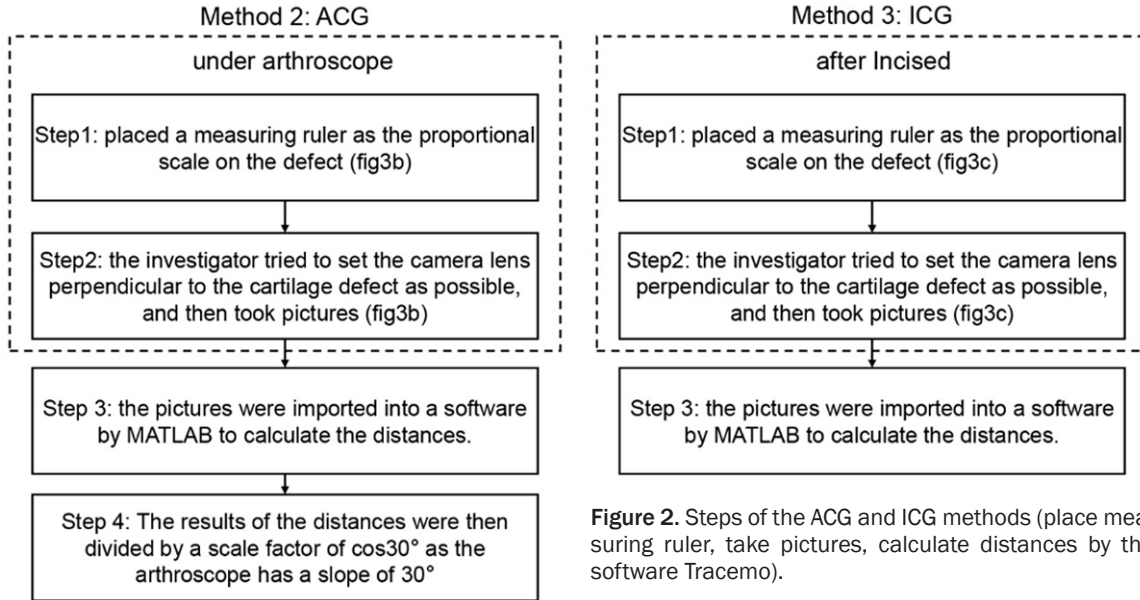 Method 2: ACG
under arthroscope
Step1: placed a measuring ruler as the proportional
scale on the defect (fig3b)
Step2: the investigator tried to set the camera lens
perpendicular to the cartilage defect as possible,
and then took pictures (fig3b)
Step 3: the pictures were imported into a software
by MATLAB to calculate the distances.
Step 4: The results of the distances were then
divided by a scale factor of cos30° as the
arthroscope has a slope of 30°
Method 3: ICG
after Incised
Step1: placed a measuring ruler as the proportional
scale on the defect (fig3c)
Step2: the investigator tried to set the camera lens
perpendicular to the cartilage defect as possible,
and then took pictures (fig3c)
Step 3: the pictures were imported into a software
by MATLAB to calculate the distances.
Figure 2. Steps of the ACG and ICG methods (place mea
suring ruler, take pictures, calculate distances by th
software Tracemo).